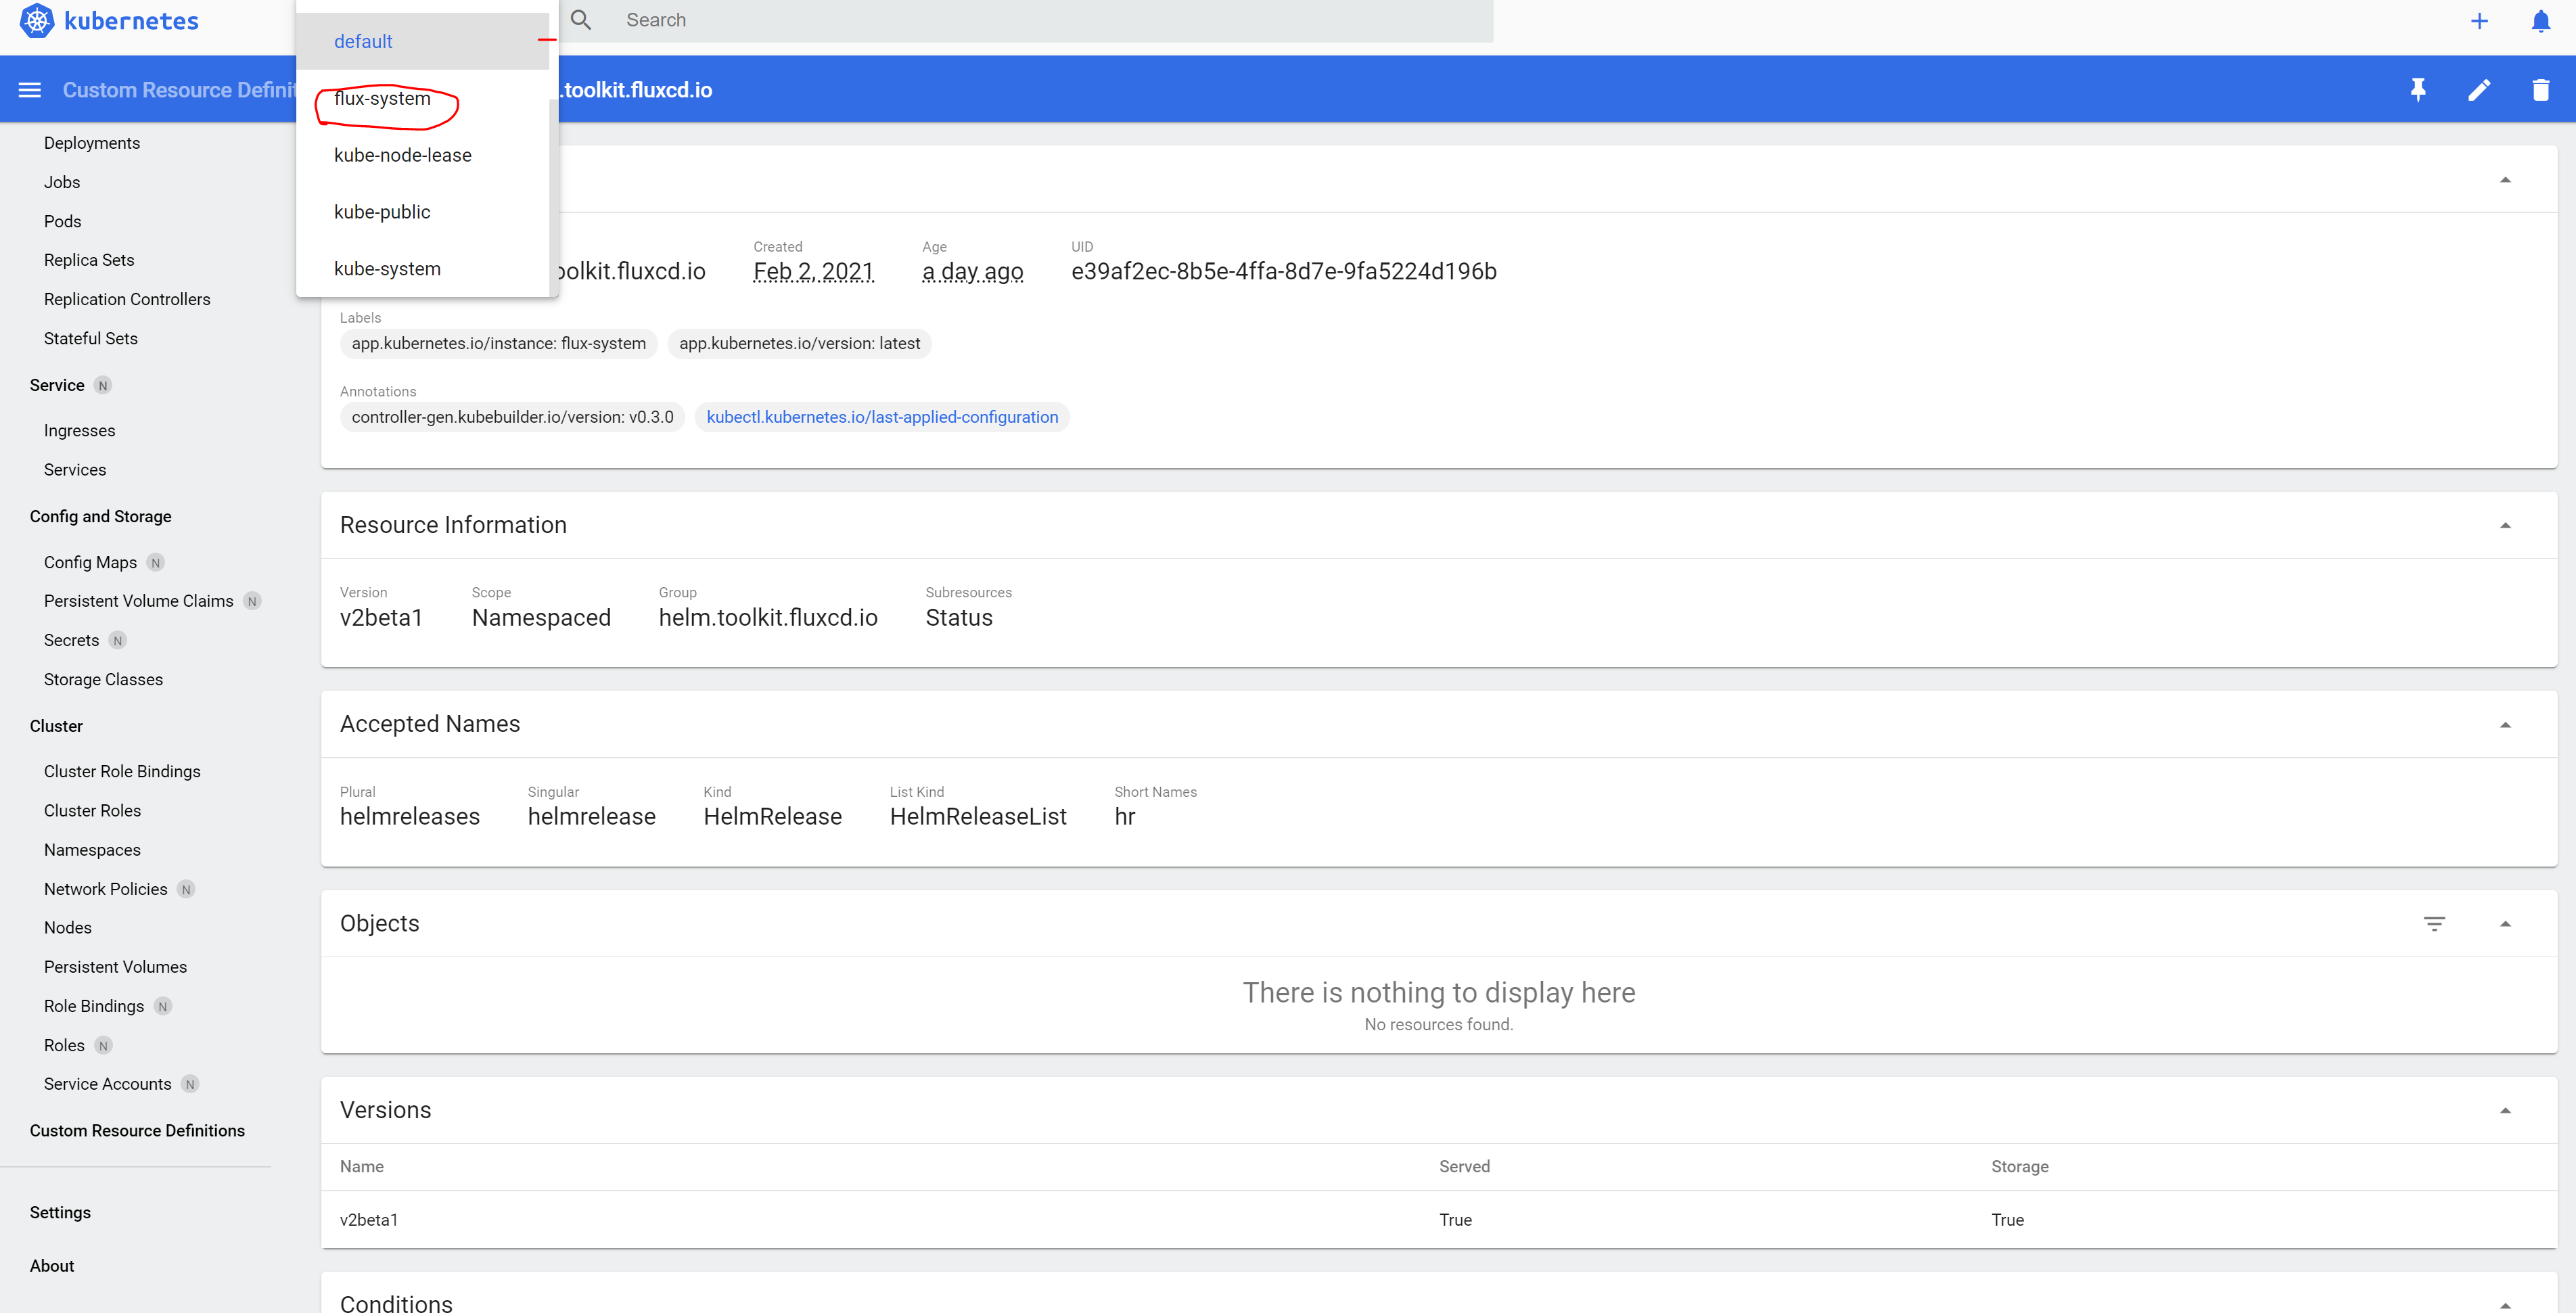 kubernetes
default
Search
Custom Resource Definit
.toolkit.fluxcd.io
flux-system
kube-node-lease
kube-public
kube-system
Deployments
Jobs
Pods
Replica Sets
Replication Controllers
Stateful Sets
Service N
Ingresses
Services
Config and Storage
Config Maps N
Persistent Volume Claims N
Secrets N
Storage Classes
Cluster
Cluster Role Bindings
Cluster Roles
Namespaces
Network Policies N
Nodes
Persistent Volumes
Role Bindings N
Roles N
Service Accounts N
Custom Resource Definitions
Settings
About
Created Age UID
olkit.fluxcd.io Feb 2, 2021 a day ago e39af2ec-8b5e-4ffa-8d7e-9fa5224d196b
Labels
app.kubernetes.io/instance: flux-system app.kubernetes.io/version: latest
Annotations
controller-gen.kubebuilder.io/version: v0.3.0 kubectl.kubernetes.io/last-applied-configuration
Resource Information
Version Scope Group Subresources
v2beta1 Namespaced helm.toolkit.fluxcd.io Status
Accepted Names
Plural Singular Kind List Kind Short Names
helmreleases helmrelease HelmRelease HelmReleaseList hr
Objects
There is nothing to display here
No resources found.
Versions
Name Served Storage
v2beta1 True True
Conditions